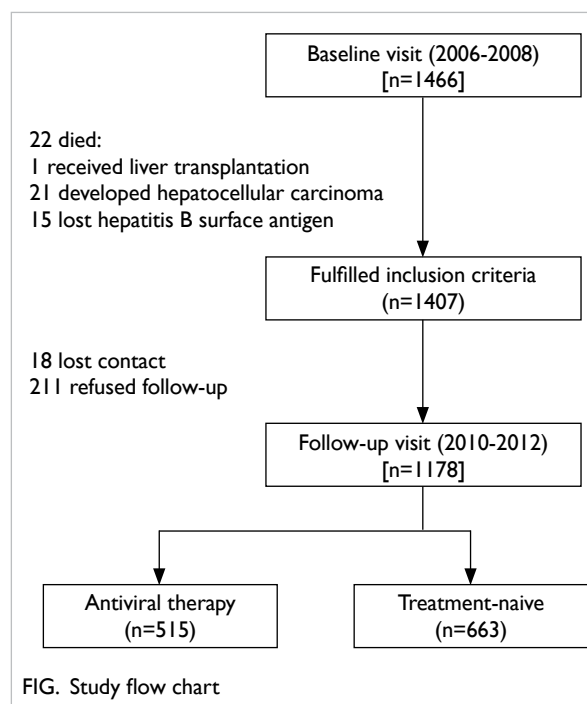 Baseline visit (2006-2008)
[n=1466]
22 died:
1 received liver transplantation
21 developed hepatocellular carcinoma
15 lost hepatitis B surface antigen
Fulfilled inclusion criteria
(n=1407)
18 lost contact
211 refused follow-up
Follow-up visit (2010-2012)
[n=1178]
Antiviral therapy
(n=515)
Treatment-naive
(n=663)
FIG. Study flow chart